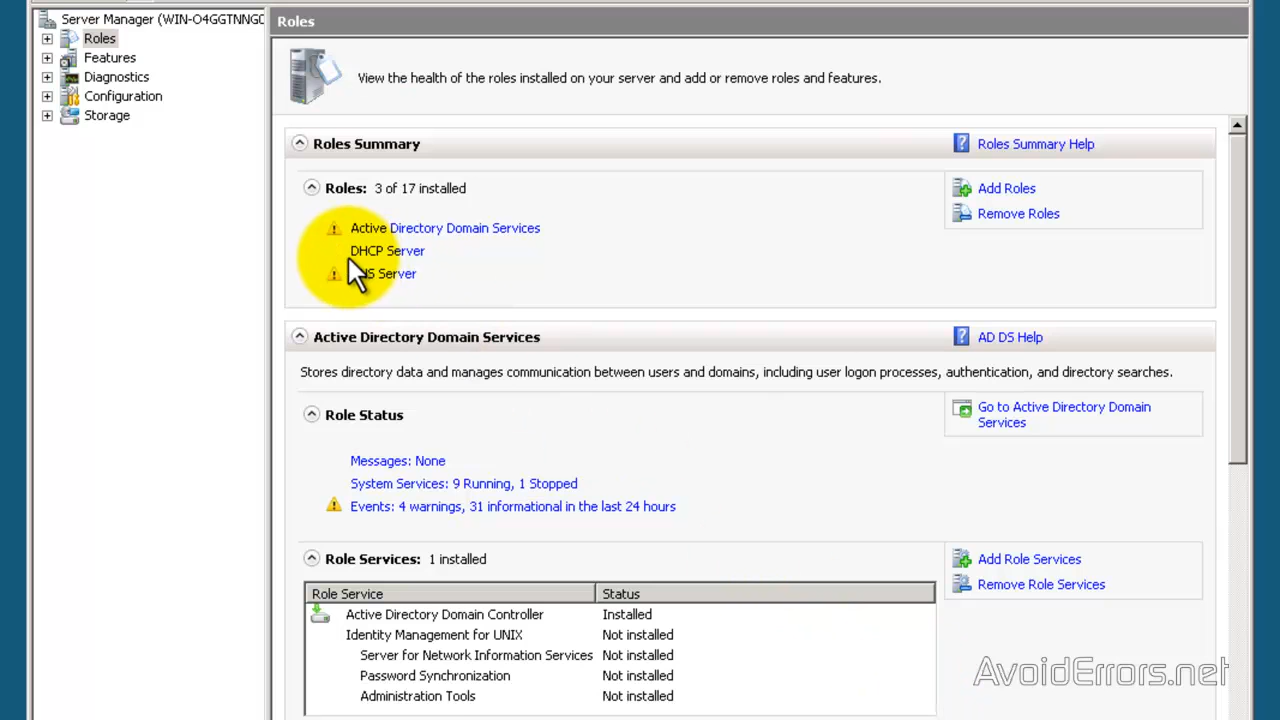 Server Manager (WIN-O4GGTNNG
Roles
Features
Diagnostics
Configuration
Storage
Roles
View the health of the roles installed on your server and add or remove roles and features.
Roles Summary
Roles Summary Help
Roles: 3 of 17 installed
Add Roles
Remove Roles
Active Directory Domain Services
DHCP Server
S Server
Active Directory Domain Services
AD DS Help
Stores directory data and manages communication between users and domains, including user logon processes, authentication, and directory searches.
Role Status
Go to Active Directory Domain
Services
Messages: None
System Services: 9 Running, 1 Stopped
Events: 4 warnings, 31 informational in the last 24 hours
Role Services: 1 installed
Add Role Services
Remove Role Services
Role Service Status
Active Directory Domain Controller Installed
Identity Management for UNIX Not installed
Server for Network Information Services Not installed
Password Synchronization Not installed
Administration Tools Not installed
AvoidErrors.net